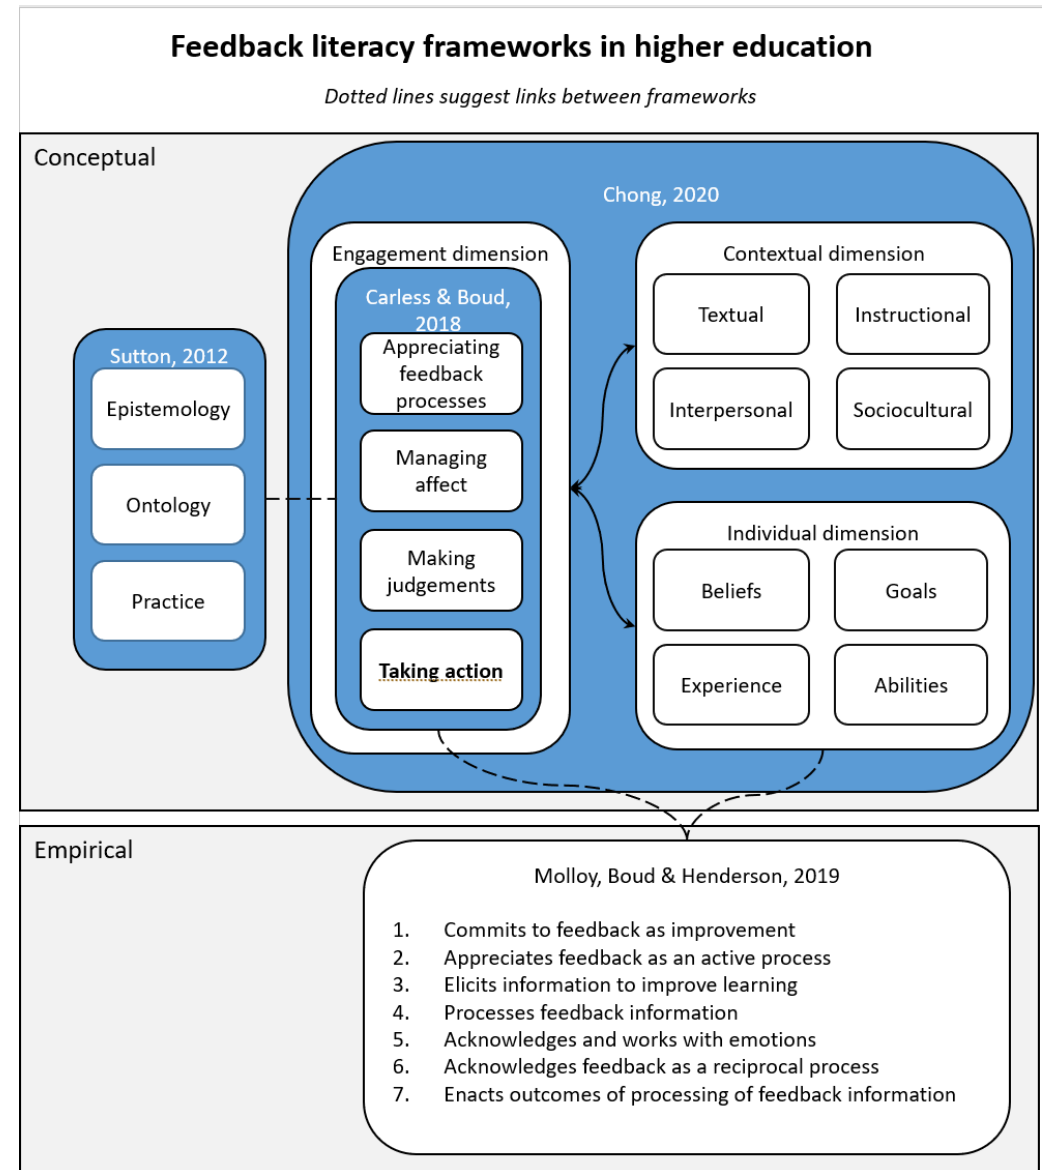 Feedback literacy frameworks in higher education
Dotted lines suggest links between frameworks
Conceptual
Chong, 2020
Sutton, 2012
Epistemology
Ontology
Practice
Engagement dimension
Carless & Boud,
2018
Appreciating
feedback
processes
Managing
affect
Making
judgements
Taking action
Contextual dimension
Textual
Instructional
Interpersonal
Sociocultural
Individual dimension
Beliefs
Goals
Experience
Abilities
Empirical
Molloy, Boud & Henderson, 2019
1. Commits to feedback as improvement
2. Appreciates feedback as an active process
3. Elicits information to improve learning
4. Processes feedback information
5. Acknowledges and works with emotions
6. Acknowledges feedback as a reciprocal process
7. Enacts outcomes of processing of feedback information